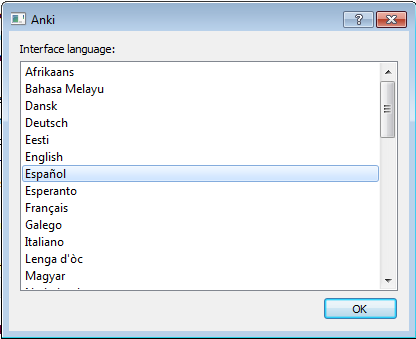 Anki
Interface language:
Afrikaans
Bahasa Melayu
Dansk
Deutsch
Eesti
English
Español
Esperanto
Français
Galego
Italiano
Lenga d'òc
Magyar
OK